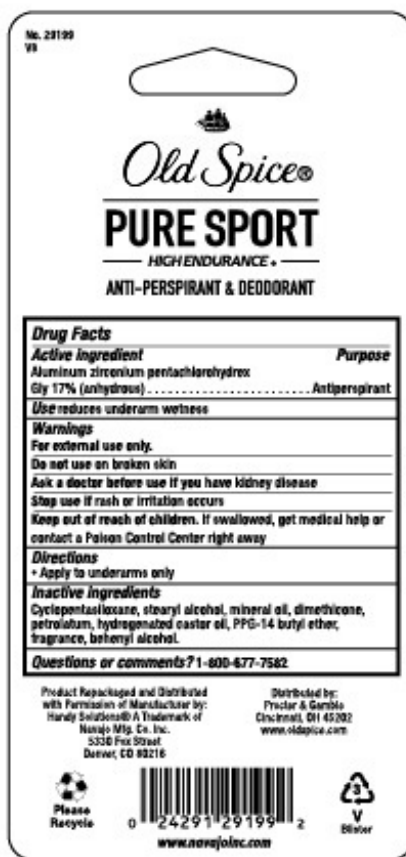 No. 29199
V8
Old Spice®
PURE SPORT
HIGH ENDURANCE+
ANTI-PERSPIRANT & DEODORANT
Drug Facts
Active ingredient Purpose
Aluminum zirconium pentachlorohydrex
Gly 17% (anhydrous) Antiperspirant
Use reduces underarm wetness
Warnings
For external use only.
Do not use on broken skin
Ask a doctor before use if you have kidney disease
Stop use if rash or irritation occurs
Keep out of reach of children. If swallowed, get medical help or
contact a Poison Control Center right away
Directions
• Apply to underarms only
Inactive ingredients
Cyclopentasiloxane, stearyl alcohol, mineral oil, dimethicone,
petrolatum, hydrogenated castor oil, PPG-14 butyl ether,
fragrance, behenyl alcohol.
Questions or comments? 1-800-677-7582
Product Repackaged and Distributed
with Permission of Manufacturer by:
Handy Solutions® A Trademark of
Navajo Mfg. Co. Inc.
5330 Fox Street
Denver, CO 80216
Distributed by:
Procter & Gamble
Cincinnati, OH 45202
www.oldspice.com
Please
Recycle
0 24291 29199 2
www.navajoinc.com
3
V
Blister